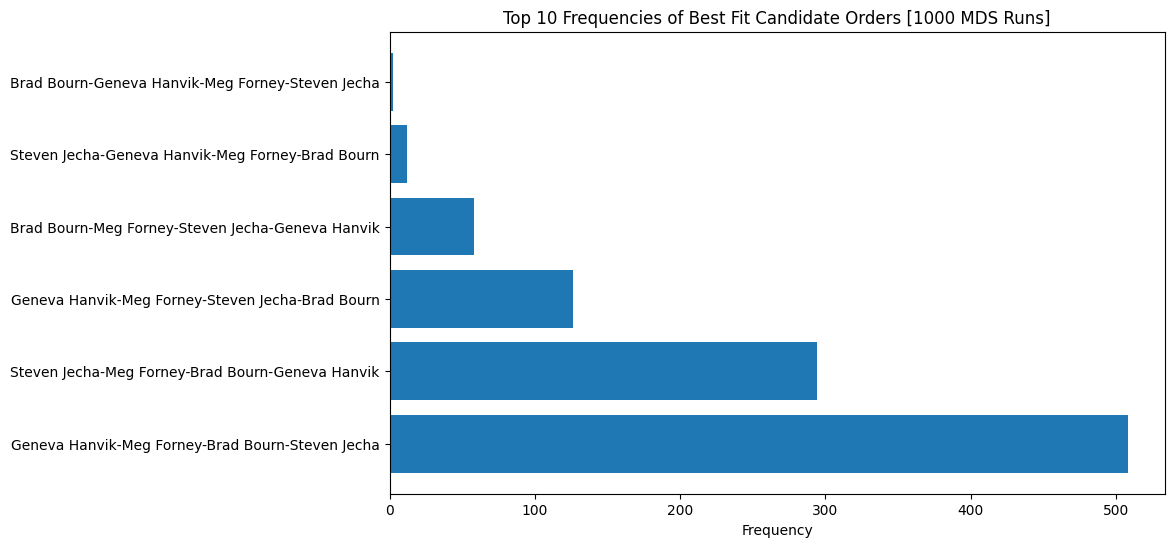 Top 10 Frequencies of Best Fit Candidate Orders [1000 MDS Runs]
Brad Bourn-Geneva Hanvik-Meg Forney-Steven Jecha
Steven Jecha-Geneva Hanvik-Meg Forney-Brad Bourn
Brad Bourn-Meg Forney-Steven Jecha-Geneva Hanvik
Geneva Hanvik-Meg Forney-Steven Jecha-Brad Bourn
Steven Jecha-Meg Forney-Brad Bourn-Geneva Hanvik
Geneva Hanvik-Meg Forney-Brad Bourn-Steven Jecha
0 100 200 300 400 500
Frequency